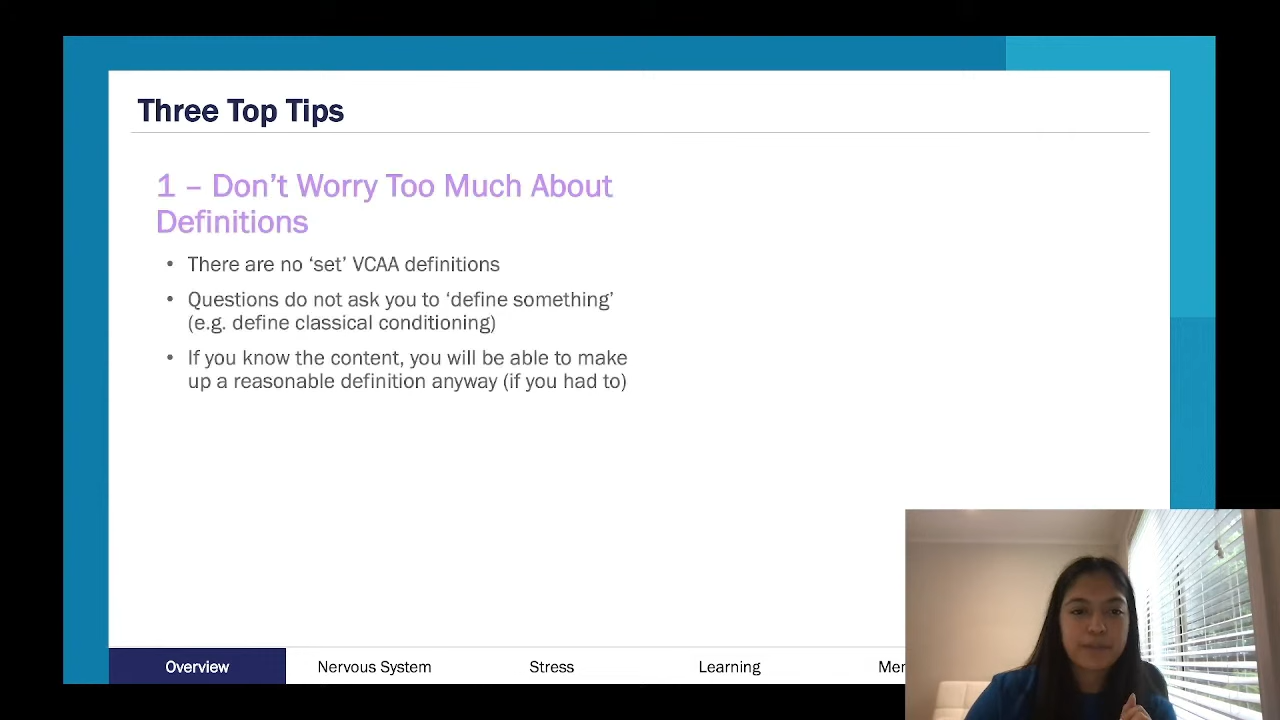 Three Top Tips
1 – Don’t Worry Too Much About
Definitions
• There are no ‘set’ VCAA definitions
• Questions do not ask you to ‘define something’
(e.g. define classical conditioning)
• If you know the content, you will be able to make
up a reasonable definition anyway (if you had to)
Overview Nervous System Stress Learning